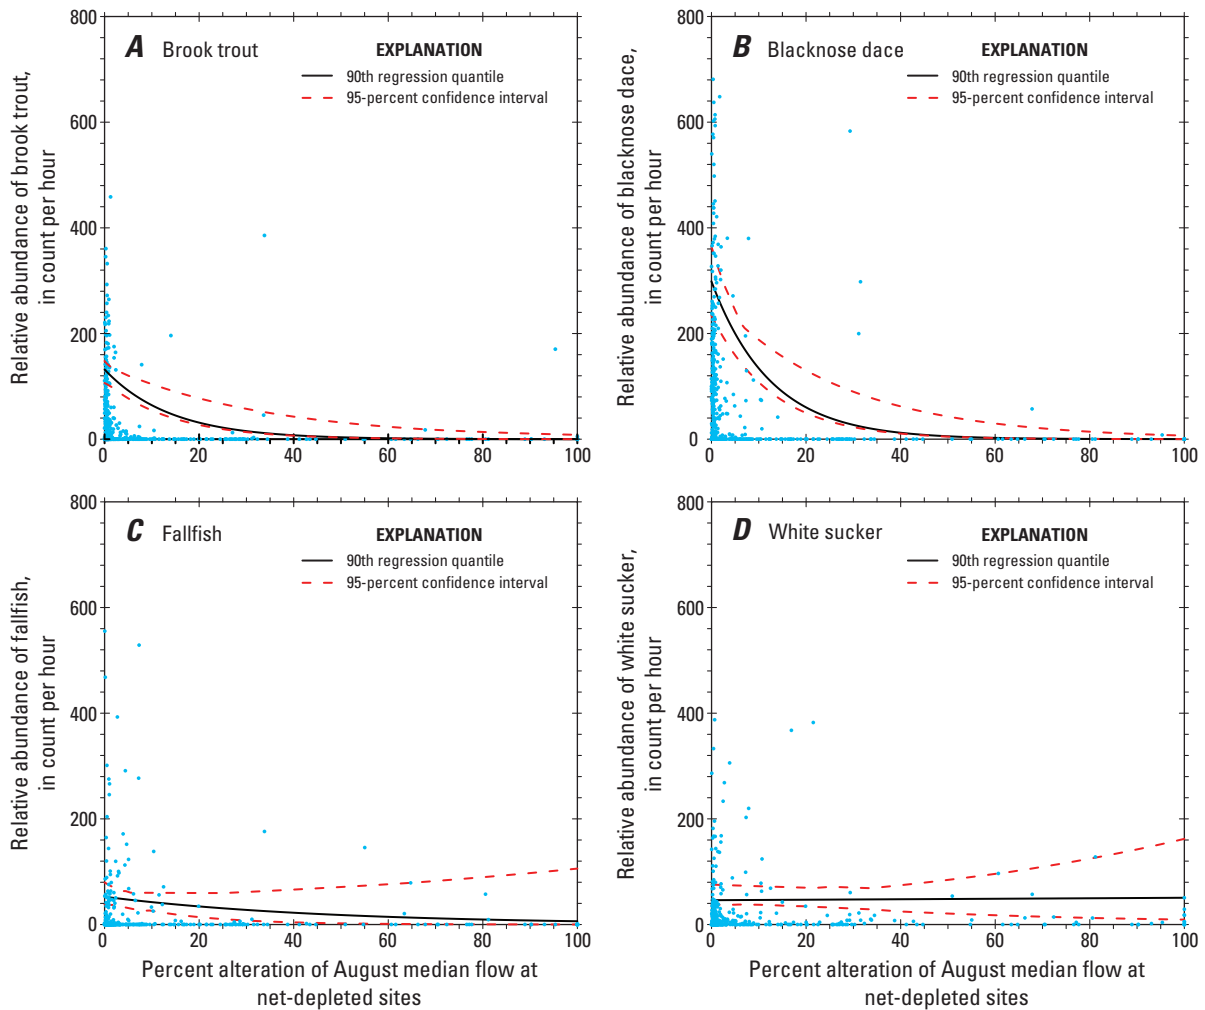 A Brook trout
EXPLANATION
90th regression quantile
95-percent confidence interval
Relative abundance of brook trout,
in count per hour
800
600
400
200
0
0 20 40 60 80 100
B Blacknose dace
EXPLANATION
90th regression quantile
95-percent confidence interval
Relative abundance of blacknose dace,
in count per hour
800
600
400
200
0
0 20 40 60 80 100
C Fallfish
EXPLANATION
90th regression quantile
95-percent confidence interval
Relative abundance of fallfish,
in count per hour
800
600
400
200
0
0 20 40 60 80 100
Percent alteration of August median flow at
net-depleted sites
D White sucker
EXPLANATION
90th regression quantile
95-percent confidence interval
Relative abundance of white sucker,
in count per hour
800
600
400
200
0
0 20 40 60 80 100
Percent alteration of August median flow at
net-depleted sites